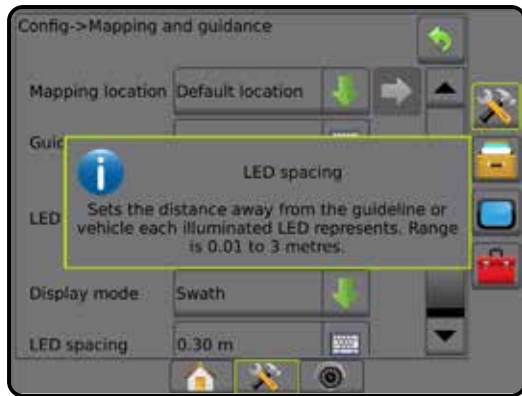 Config->Mapping and guidance
Mapping location Default location
Guid
LED spacing
Sets the distance away from the guideline or
vehicle each illuminated LED represents. Range
is 0.01 to 3 metres.
LED
Display mode Swath
LED spacing 0.30 m